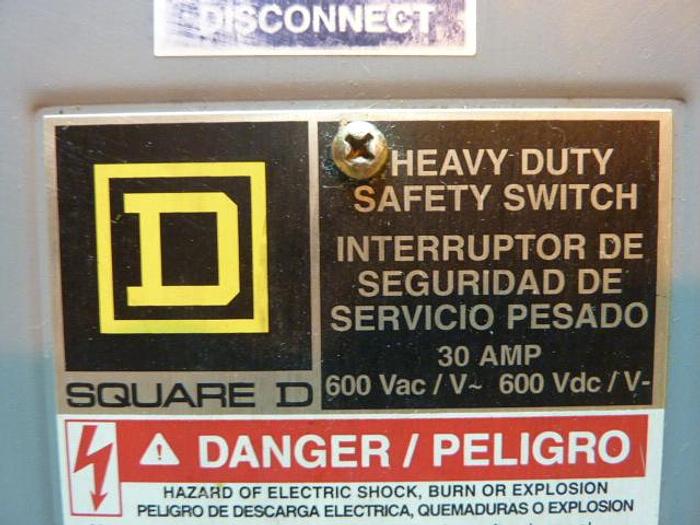 DISCONNECT
D
SQUARE D
HEAVY DUTY
SAFETY SWITCH
INTERRUPTOR DE
SEGURIDAD DE
SERVICIO PESADO
30 AMP
600 Vac / V~ 600 Vdc / V-
DANGER / PELIGRO
HAZARD OF ELECTRIC SHOCK, BURN OR EXPLOSION
PELIGRO DE DESCARGA ELECTRICA, QUEMADURAS O EXPLOSION